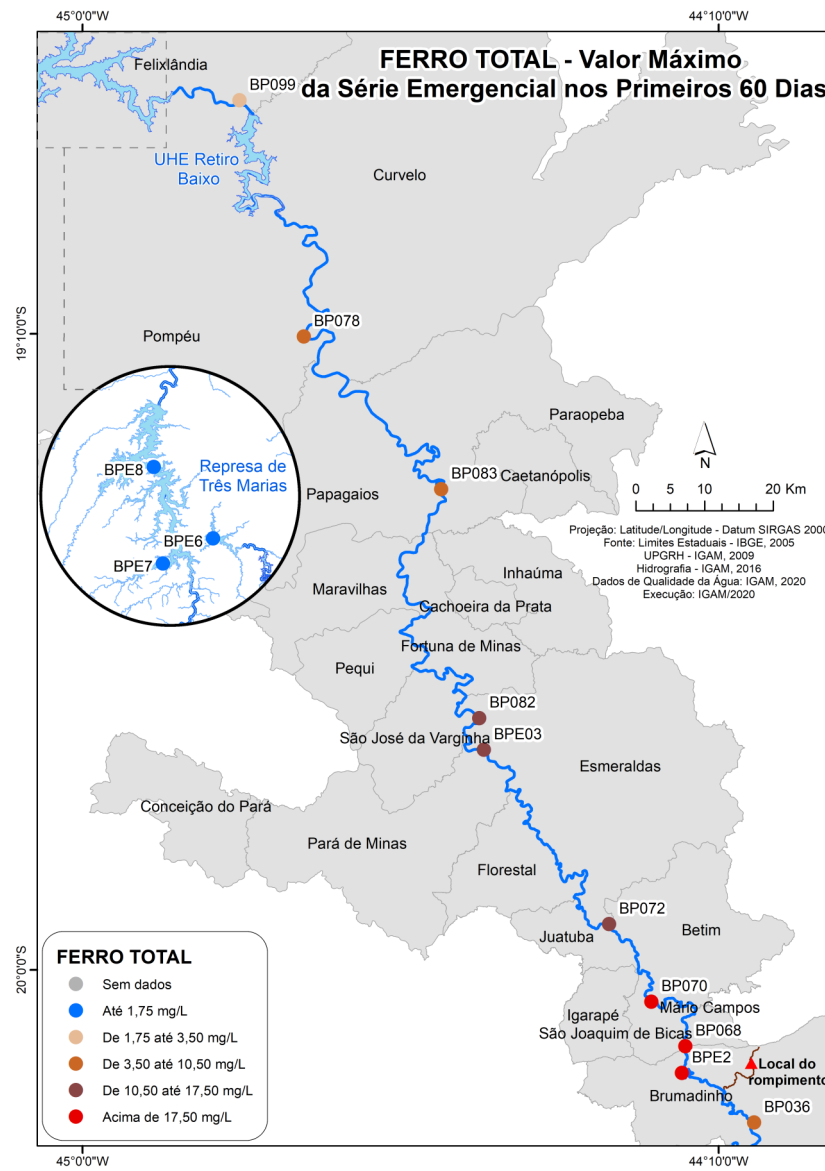 45°0'0"W
44°10'0"W
FERRO TOTAL - Valor Máximo
da Série Emergencial nos Primeiros 60 Dias
Felixlândia
BP099
UHE Retiro
Baixo
Curvelo
19°10'0"S
19°10'0"S
BP078
Pompéu
Paraopeba
BPE8
Represa de
Três Marias
BP083
Caetanópolis
N
Papagaios
0 5 10 20 Km
BPE6
BPE7
Projeção: Latitude/Longitude - Datum SIRGAS 2000
Fonte: Limites Estaduais - IBGE, 2005
UPGRH - IGAM, 2009
Hidrografia - IGAM, 2016
Dados de Qualidade da Água: IGAM, 2020
Execução: IGAM/2020
Inhaúma
Maravilhas
Cachoeira da Prata
Fortuna de Minas
Pequi
BP082
São José da Varginha
BPE03
Esmeraldas
Conceição do Pará
Pará de Minas
Florestal
BP072
Juatuba
Betim
20°0'0"S
20°0'0"S
FERRO TOTAL
Sem dados
Até 1,75 mg/L
De 1,75 até 3,50 mg/L
De 3,50 até 10,50 mg/L
De 10,50 até 17,50 mg/L
Acima de 17,50 mg/L
BP070
Igarapé
Mário Campos
São Joaquim de Bicas
BP068
BPE2
Local do
rompimento
Brumadinho
BP036
45°0'0"W
44°10'0"W